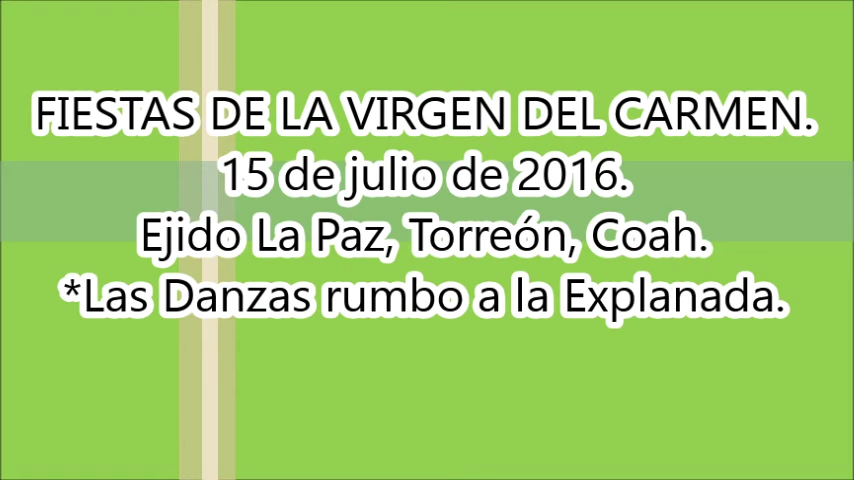 FIESTAS DE LA VIRGEN DEL CARMEN.
15 de julio de 2016.
Ejido La Paz, Torreón, Coah.
*Las Danzas rumbo a la Explanada.